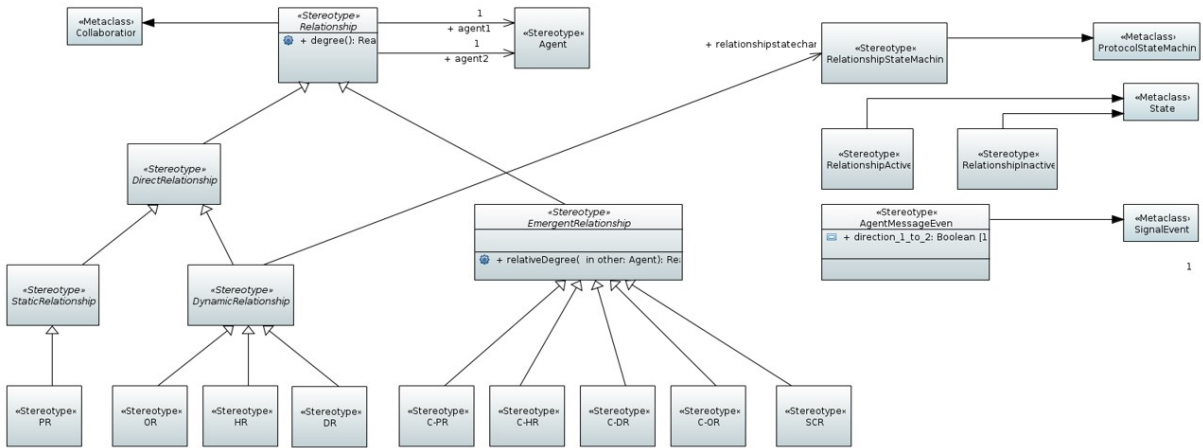 «Metaclass›
Collaboratior
«Stereotype»
Relationship
+ degree(): Rea
1
+ agent1
1
+ agent2
«Stereotype»
Agent
+ relationshipstatechar
«Stereotype»
RelationshipStateMachin
«Metaclass›
ProtocolStateMachin
«Metaclass›
State
«Stereotype»
RelationshipActive
«Stereotype»
RelationshipInactive
«Stereotype»
DirectRelationship
«Stereotype»
EmergentRelationship
+ relativeDegree( in other: Agent): Rea
«Stereotype»
AgentMessageEven
+ direction_1_to_2: Boolean [1
«Metaclass›
SignalEvent
1
«Stereotype»
StaticRelationship
«Stereotype»
DynamicRelationship
«Stereotype»
PR
«Stereotype»
OR
«Stereotype»
HR
«Stereotype»
DR
«Stereotype»
C-PR
«Stereotype»
C-HR
«Stereotype»
C-DR
«Stereotype»
C-OR
«Stereotype»
SCR